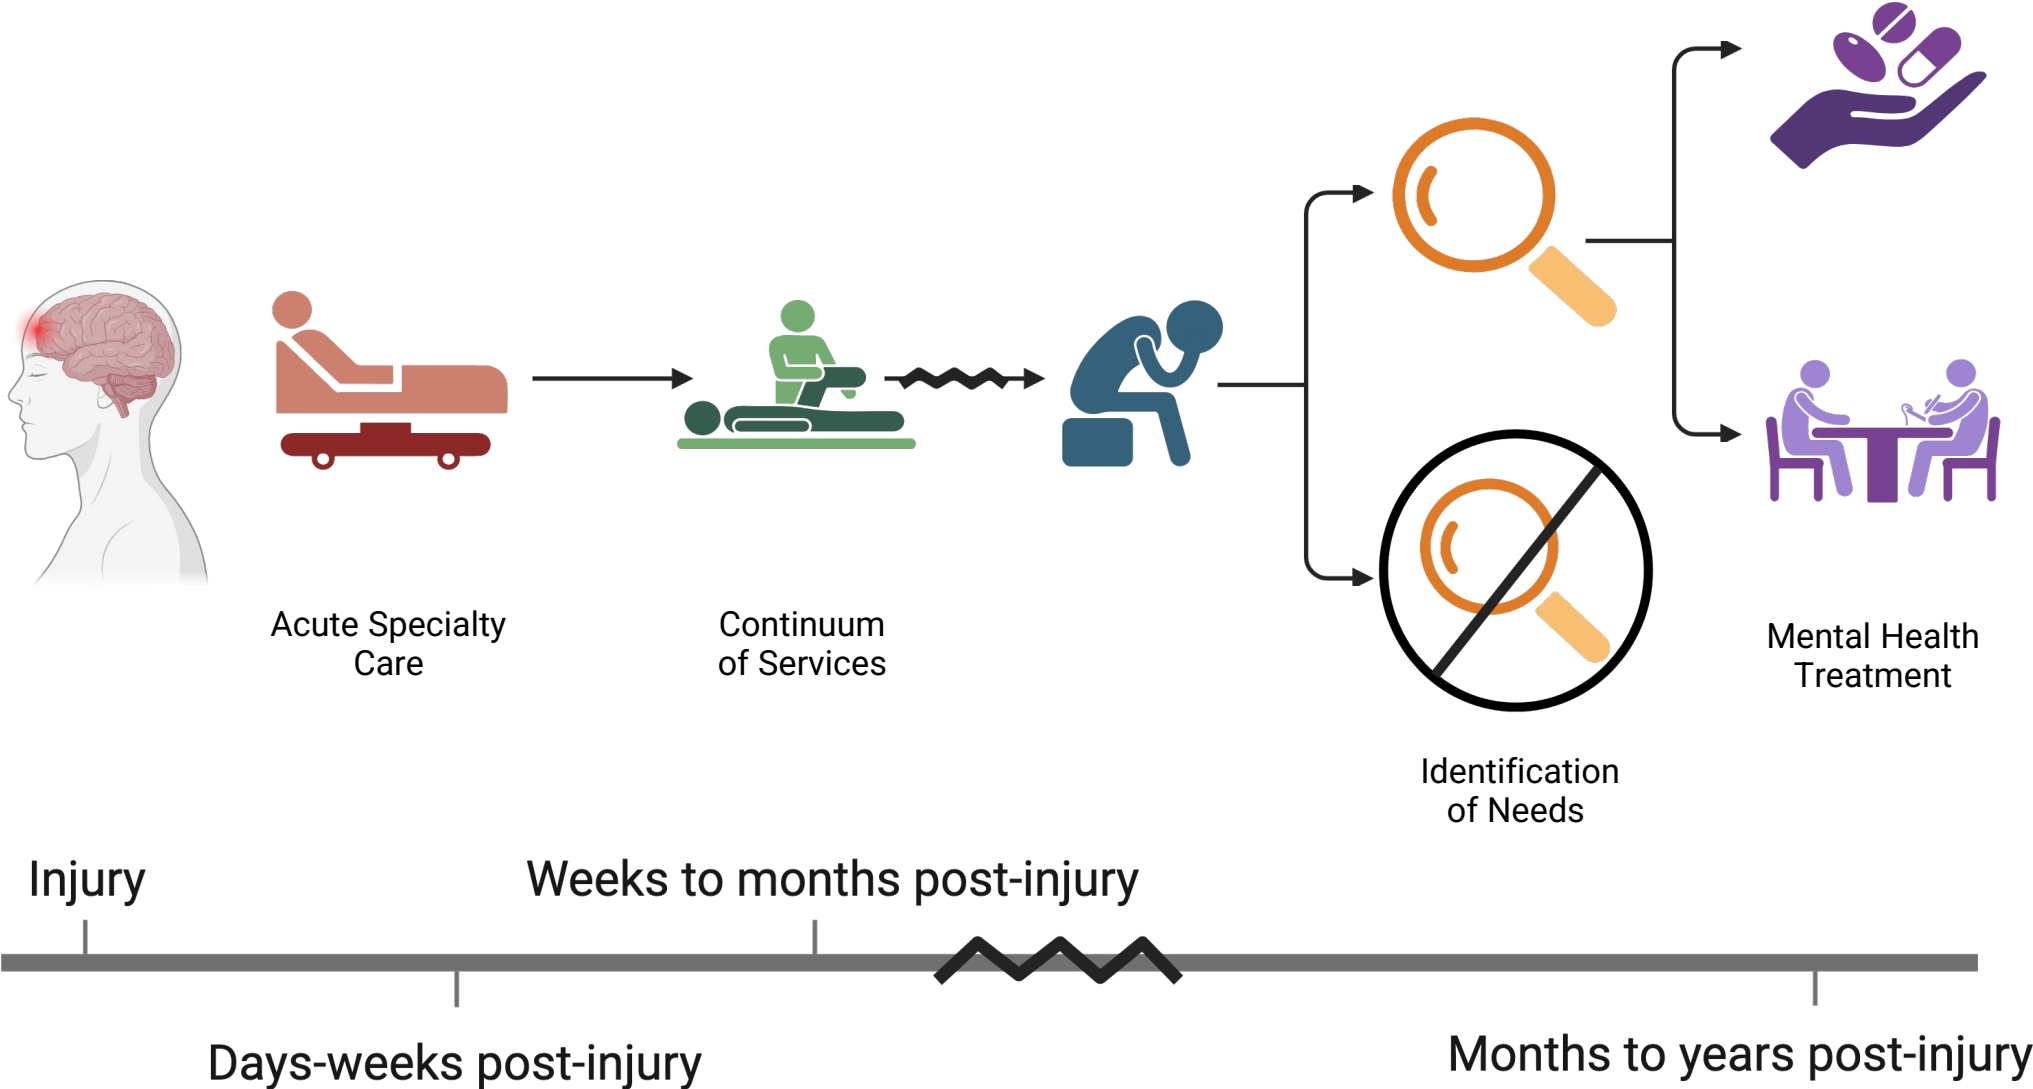 Acute Specialty
Care
Continuum
of Services
Mental Health
Treatment
Identification
of Needs
Injury
Weeks to months post-injury
Days-weeks post-injury
Months to years post-injury